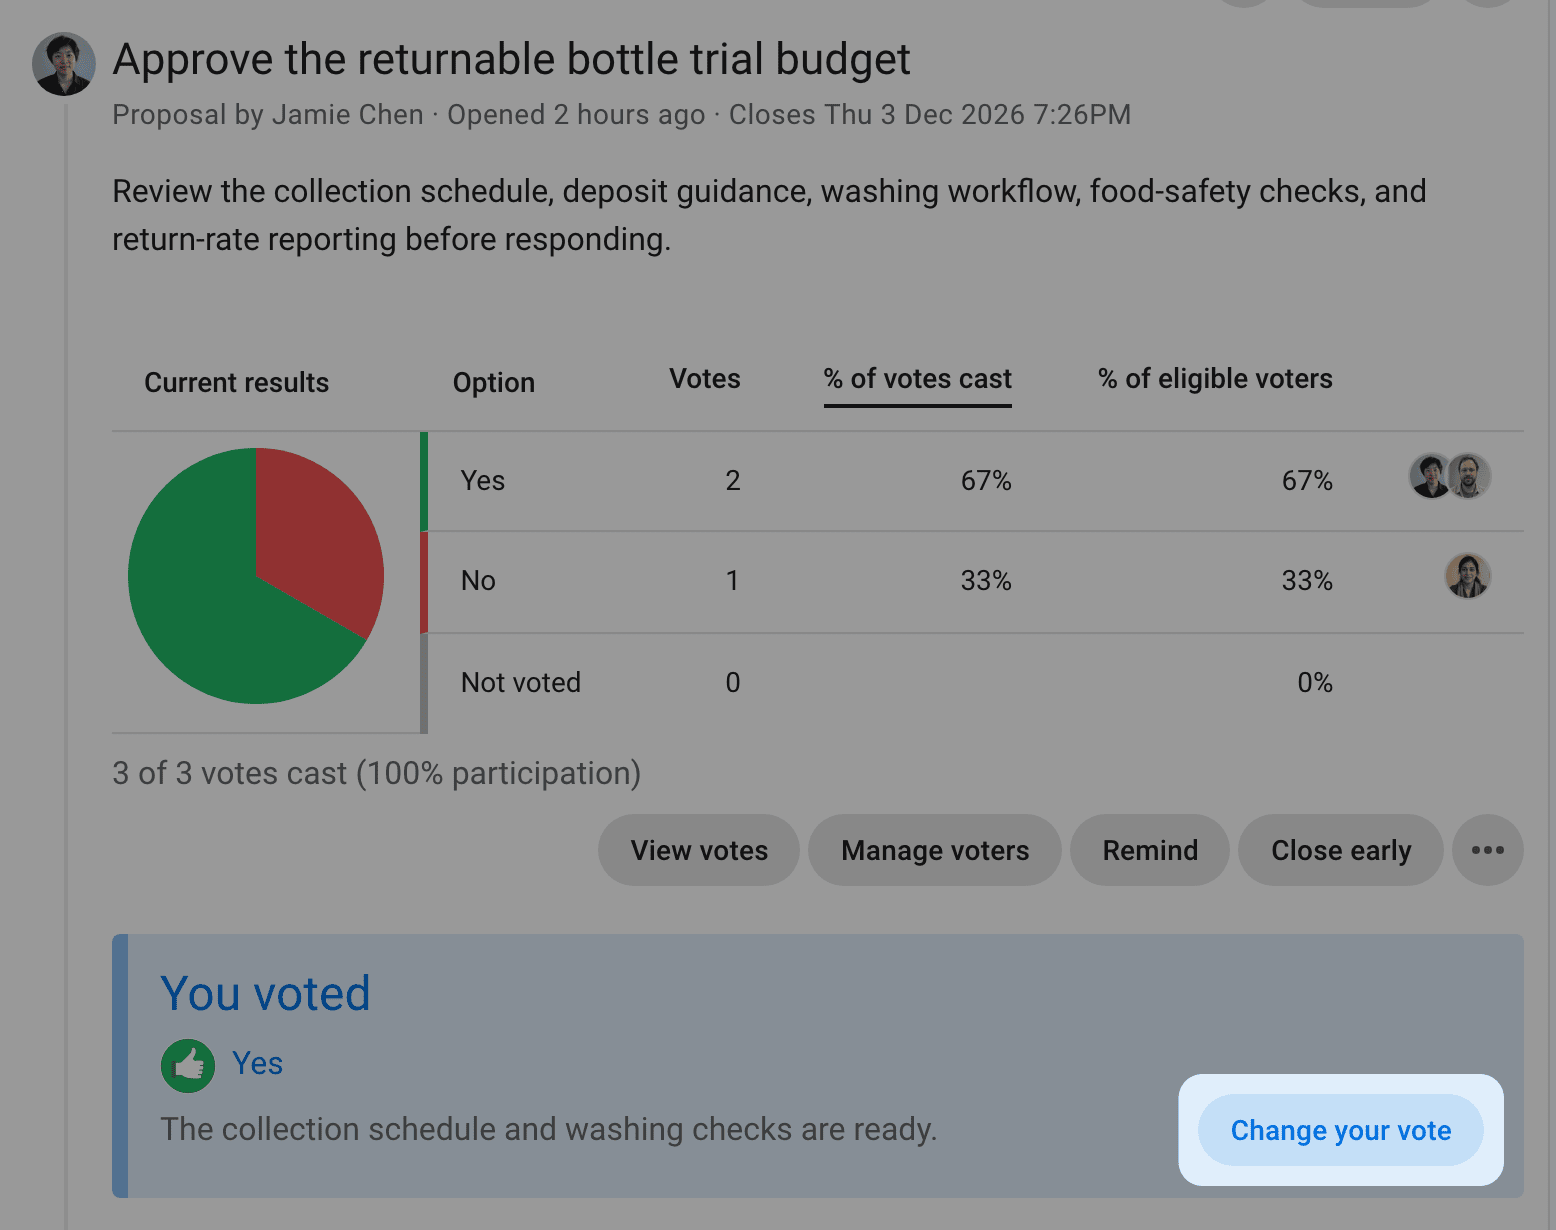 Approve the returnable bottle trial budget
Proposal by Jamie Chen · Opened 2 hours ago · Closes Thu 3 Dec 2026 7:26PM
Review the collection schedule, deposit guidance, washing workflow, food-safety checks, and
return-rate reporting before responding.
Current results Option Votes % of votes cast % of eligible voters
Yes 2 67% 67%
No 1 33% 33%
Not voted 0 0%
3 of 3 votes cast (100% participation)
View votes Manage voters Remind Close early
You voted
Yes
The collection schedule and washing checks are ready.
Change your vote